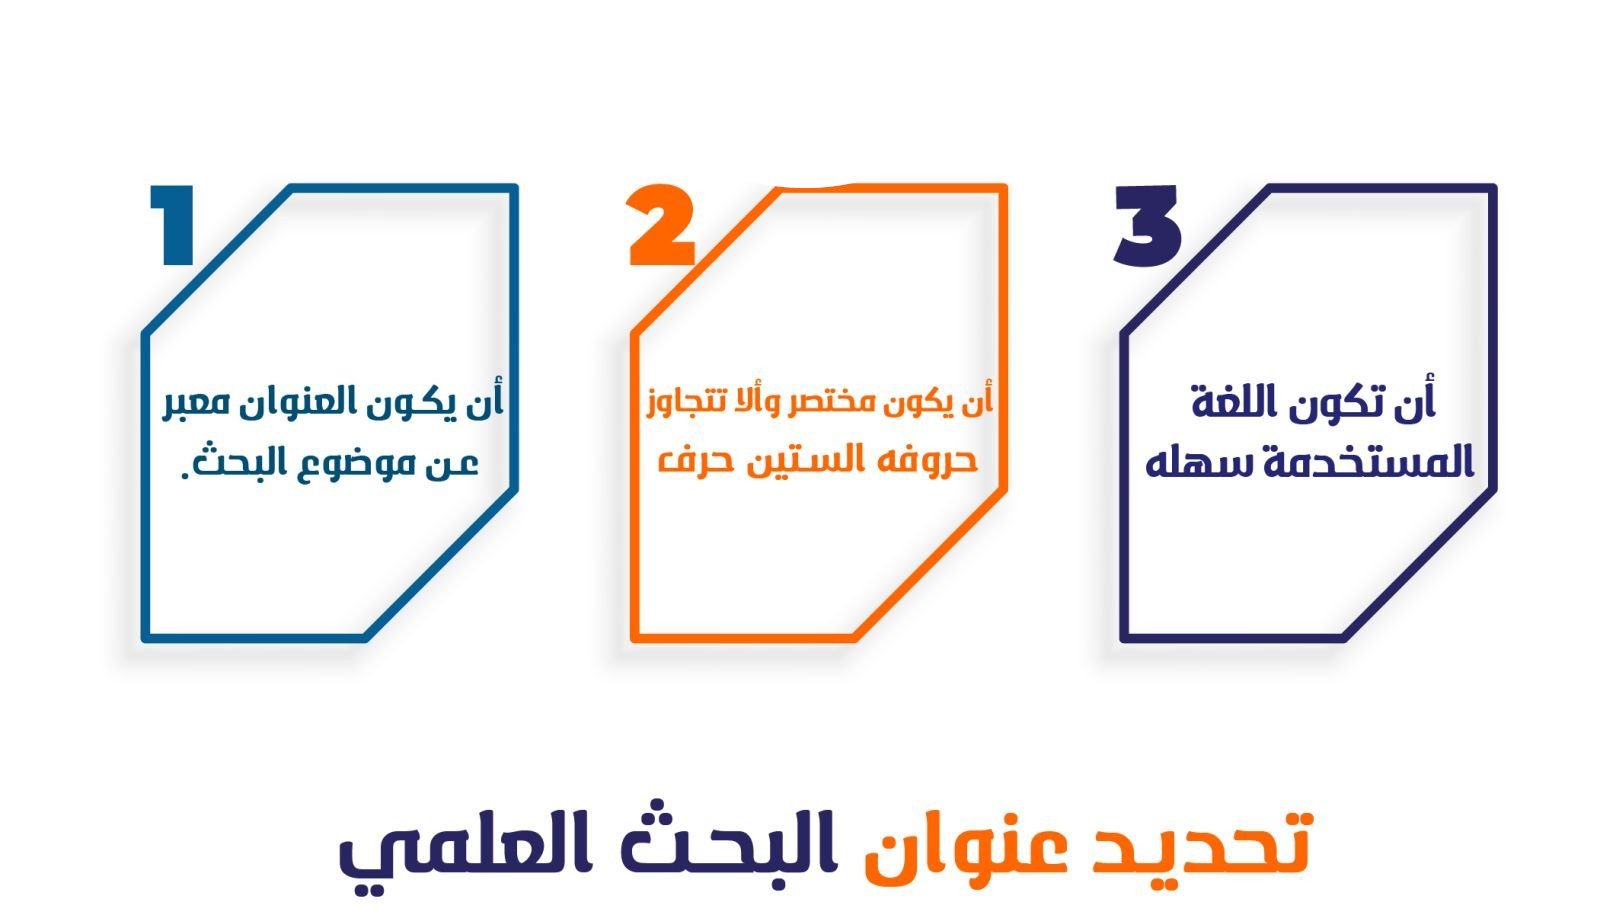 1
أن يكون العنوان معبر
عن موضوع البحث.
2
أن يكون مختصر وألا تتجاوز
حروفه الستين حرف
3
أن تكون اللغة
المستخدمة سهله
تحديد عنوان البحث العلمي